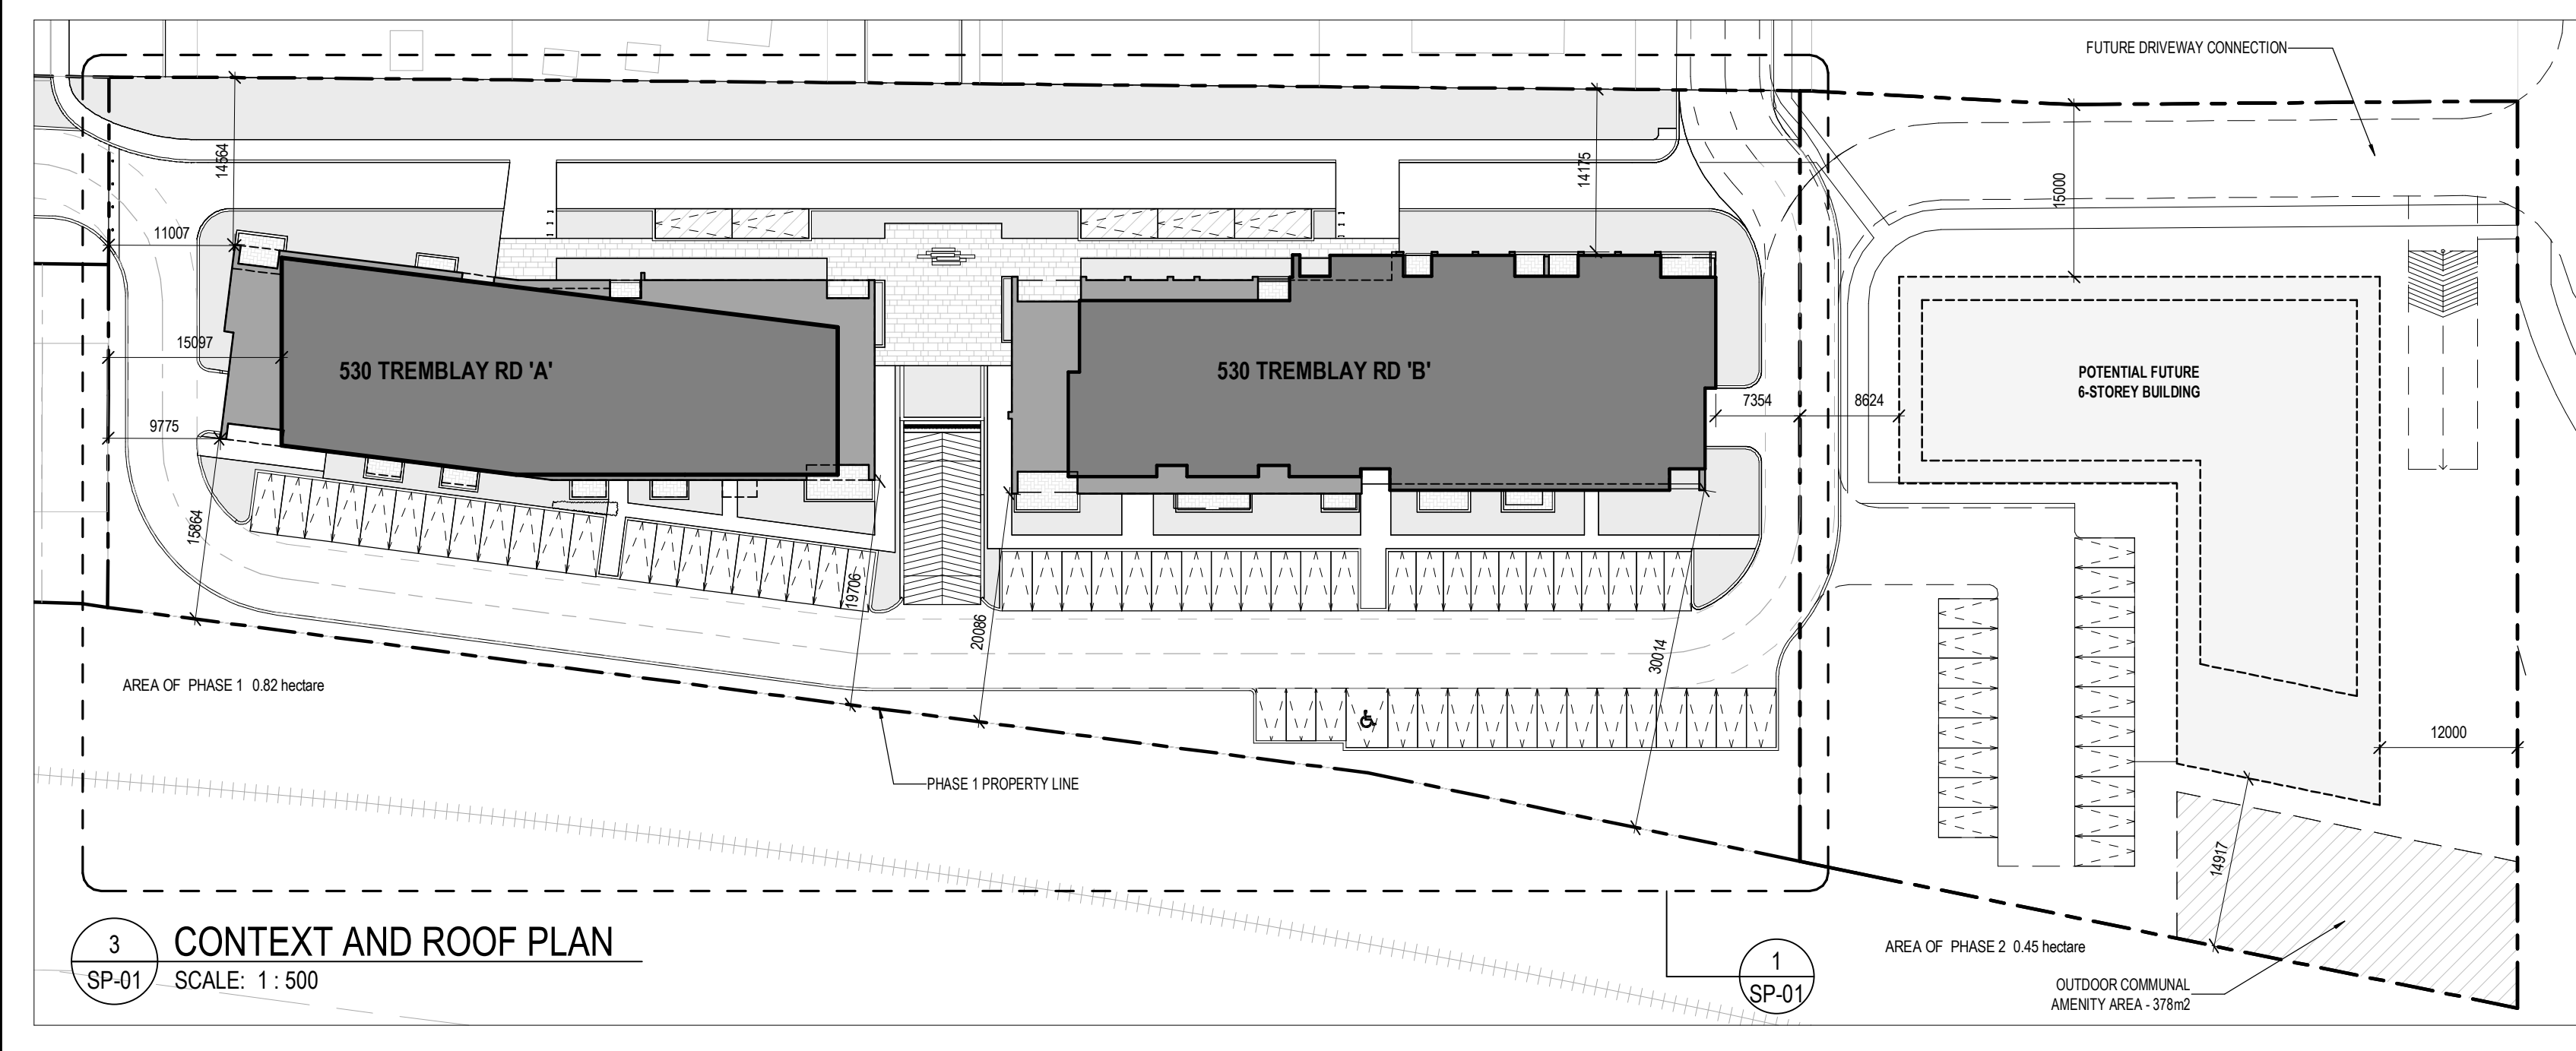 FUTURE DRIVEWAY CONNECTION
14564
14175
15000
11007
15097
530 TREMBLAY RD 'A'
530 TREMBLAY RD 'B'
POTENTIAL FUTURE
6-STOREY BUILDING
7354
8624
9775
15864
19706
20086
30014
AREA OF PHASE 1 0.82 hectare
12000
PHASE 1 PROPERTY LINE
14917
3
SP-01
CONTEXT AND ROOF PLAN
SCALE: 1 : 500
1
SP-01
AREA OF PHASE 2 0.45 hectare
OUTDOOR COMMUNAL
AMENITY AREA - 378m2